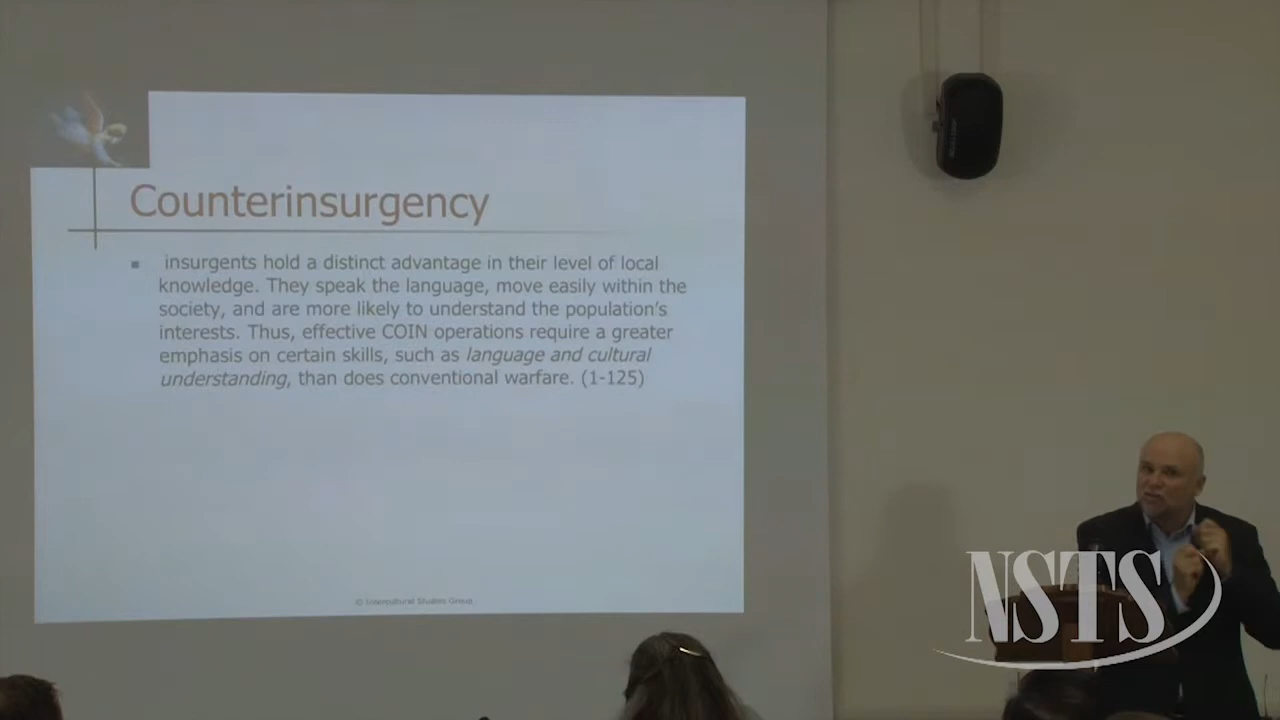 Counterinsurgency
insurgents hold a distinct advantage in their level of local
knowledge. They speak the language, move easily within the
society, and are more likely to understand the population's
interests. Thus, effective COIN operations require a greater
emphasis on certain skills, such as language and cultural
understanding, than does conventional warfare. (1-125)
© Intercultural Studies Group
NSTS